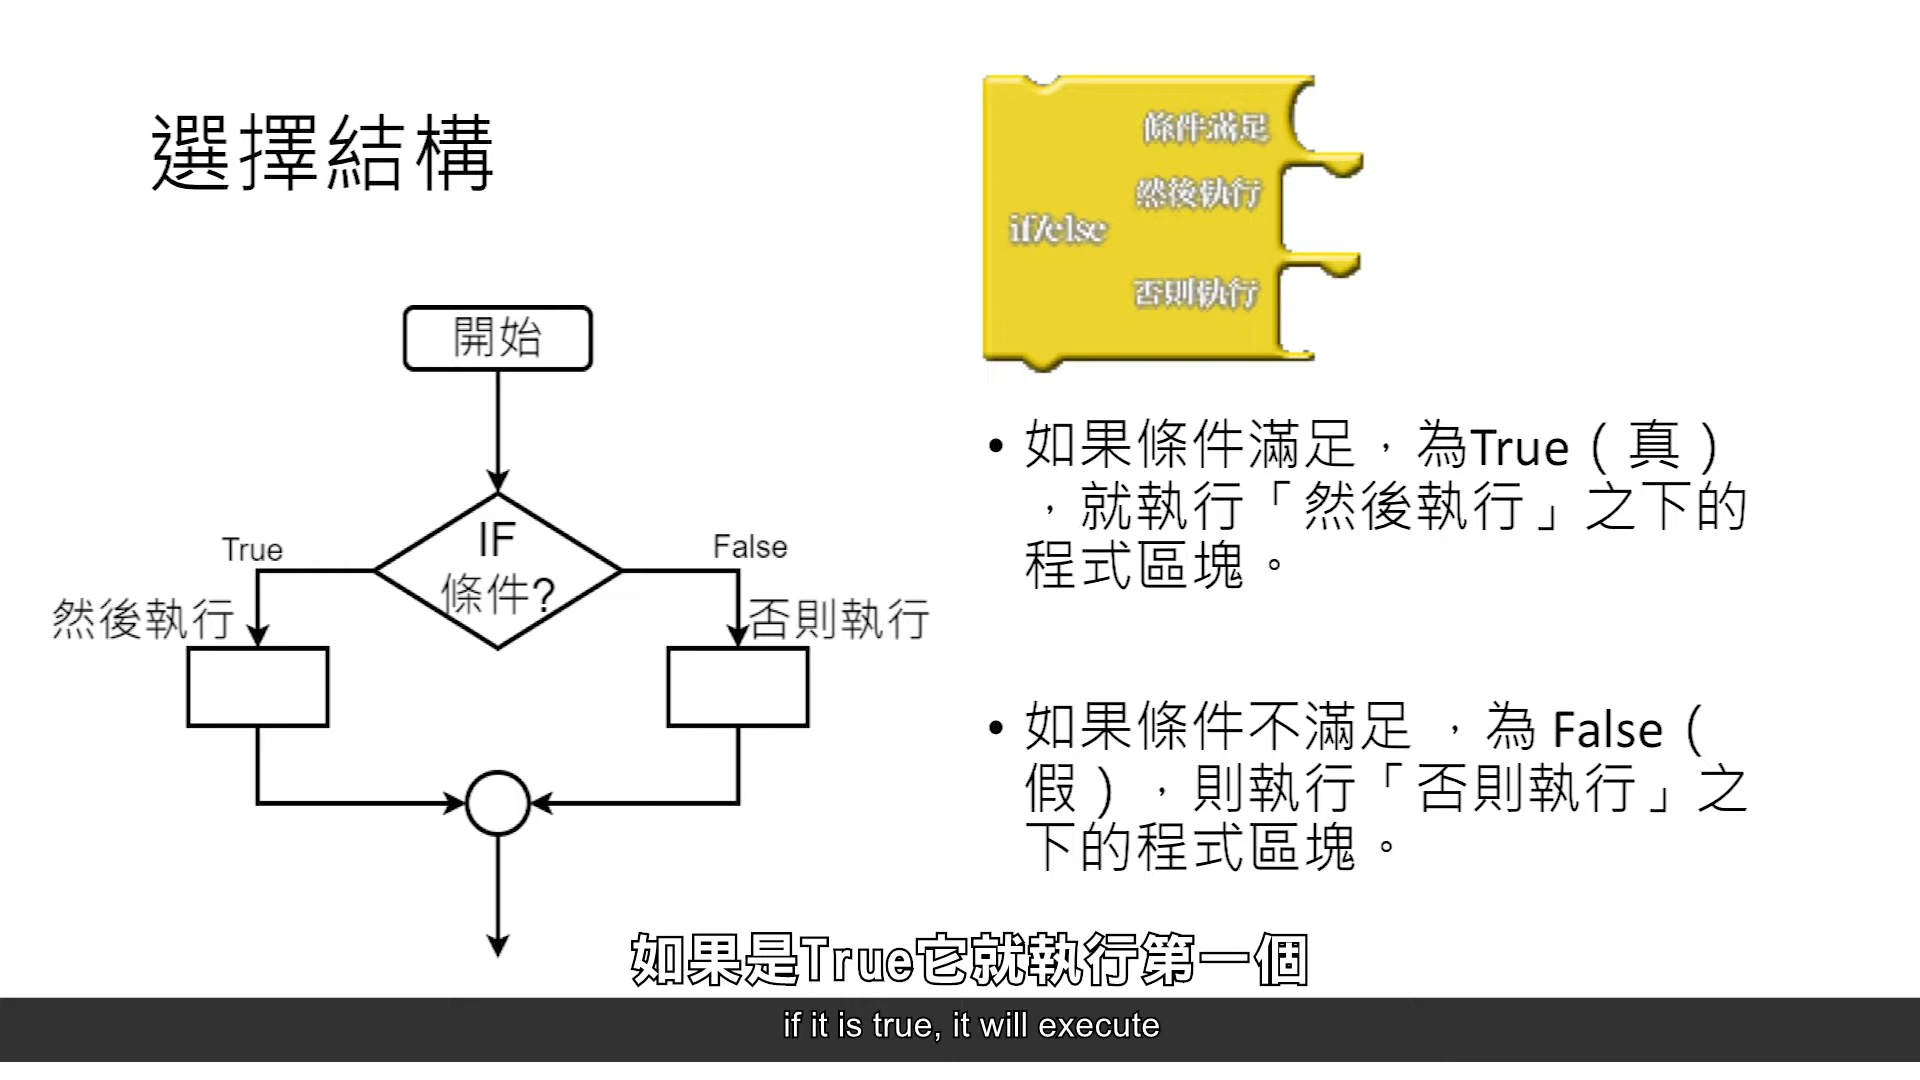 選擇結構
條件滿足
然後執行
if/else
否則執行
開始
IF
條件?
True
False
然後執行
否則執行
• 如果條件滿足，為True（真）
，就執行「然後執行」之下的
程式區塊。
• 如果條件不滿足 ，為 False（
假），則執行「否則執行」之
下的程式區塊。
如果是True它就執行第一個
if it is true, it will execute